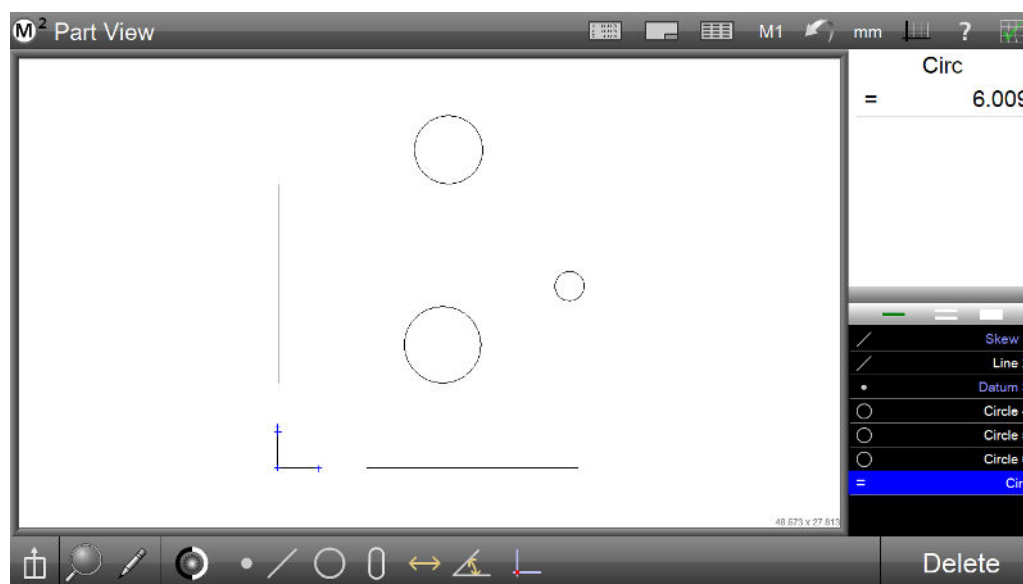 M2 Part View
M1
mm
?
Circ
= 6.009
Skew
Line
Datum
Circle
Circle
Circle
= Cir
48.573 x 27.813
Delete